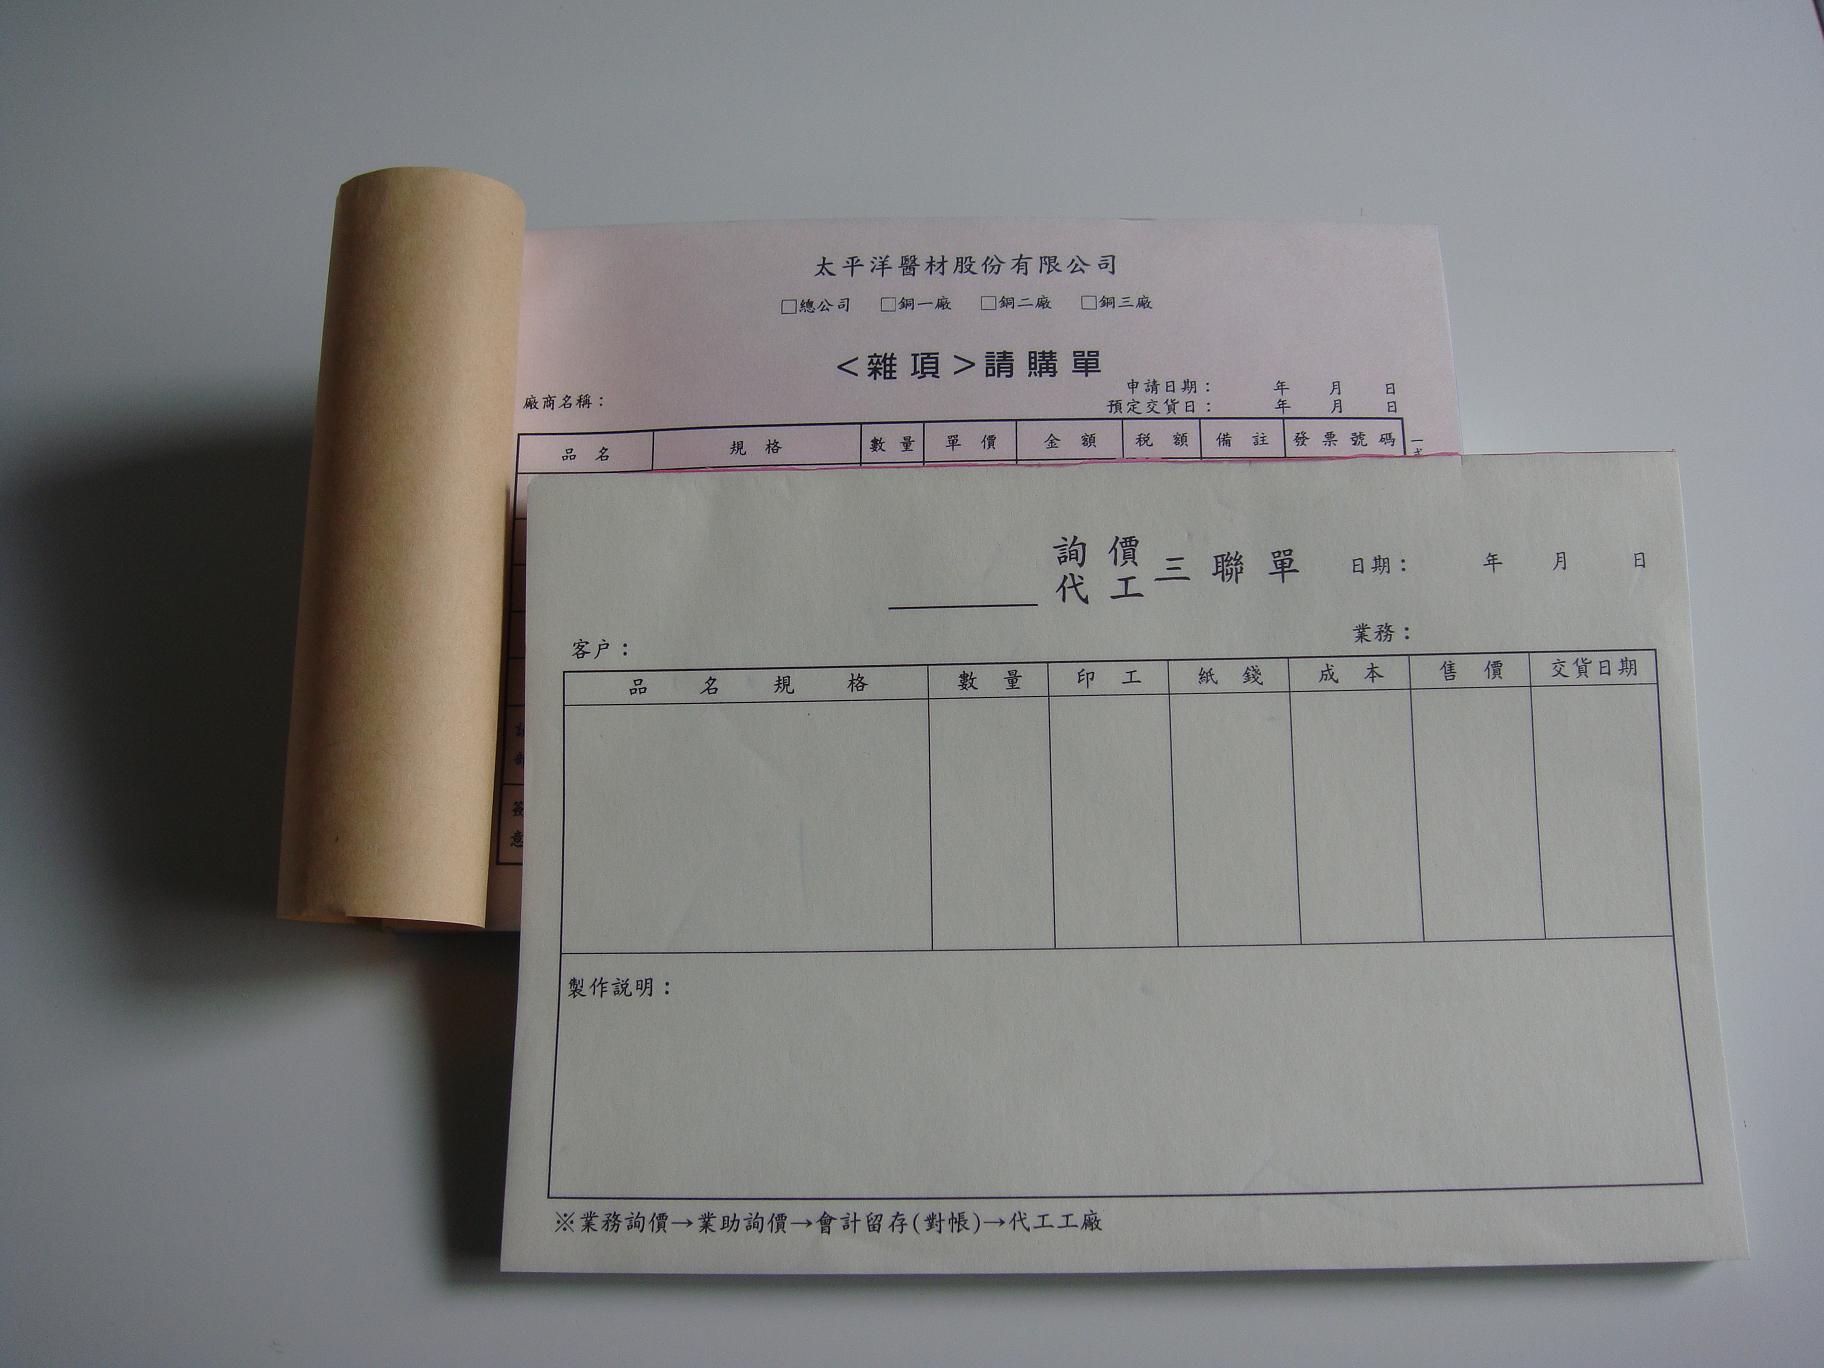 太平洋醫材股份有限公司
□總公司 □銅一廠 □銅二廠 □銅三廠
<雜項>請購單
申請日期： 年 月 日
廠商名稱：
預定交貨日： 年 月 日
品名 規格 數量 單價 金額 稅額 備註 發票號碼
一
簽
意
詢價
代工
三聯單 日期： 年 月 日
客户： 業務：
品名規格 數量 印工 紙錢 成本 售價 交貨日期
製作説明：
※業務詢價→業助詢價→會計留存(對帳)→代工工廠